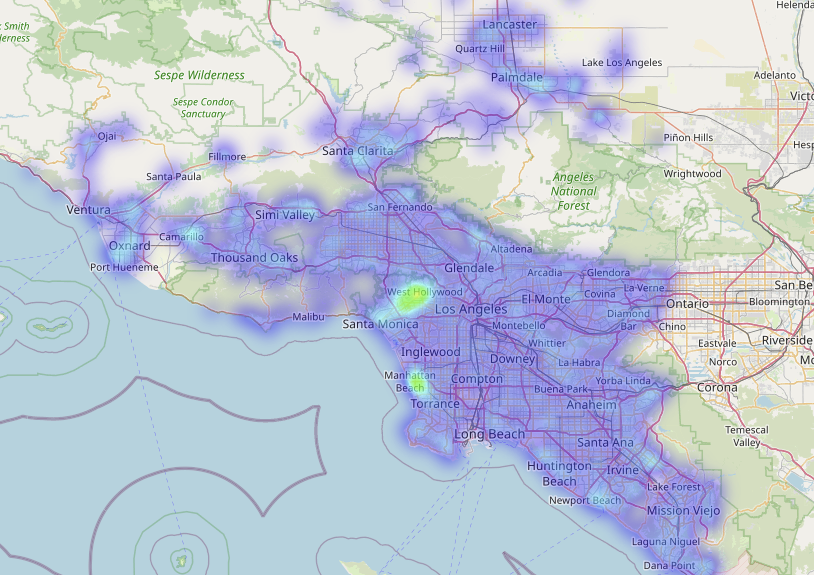 Helenda
Lancaster
Smith
Wilderness
Quartz Hill
Lake Los Angeles
Sespe Wilderness
Palmdale
Adelanto
Sespe Condor
Sanctuary
Victo
Ojai
Piñon Hills
Hesp
Santa Clarita
Fillmore
Santa Paula
Wrightwood
Angeles
National
Forest
Ventura
San Fernando
Simi Valley
Oxnard
Camarillo
Altadena
Port Hueneme
Thousand Oaks
Glendale
Arcadia
Glendora
La Verne
San Be
West Hollywood
El Monte
Covina
Ontario
Bloomington
Malibu
Los Angeles
Diamond
Bar
Santa Monica
Montebello
Chino
Riverside
Whittier
Eastvale
Inglewood
Downey
La Habra
Norco
Mo
Manhattan
Beach
Compton
Yorba Linda
Buena Park
Corona
Torrance
Anaheim
Temescal
Valley
Long Beach
Santa Ana
Huntington
Beach
Irvine
Lake Forest
Newport Beach
Mission Viejo
Laguna Niguel
Dana Point